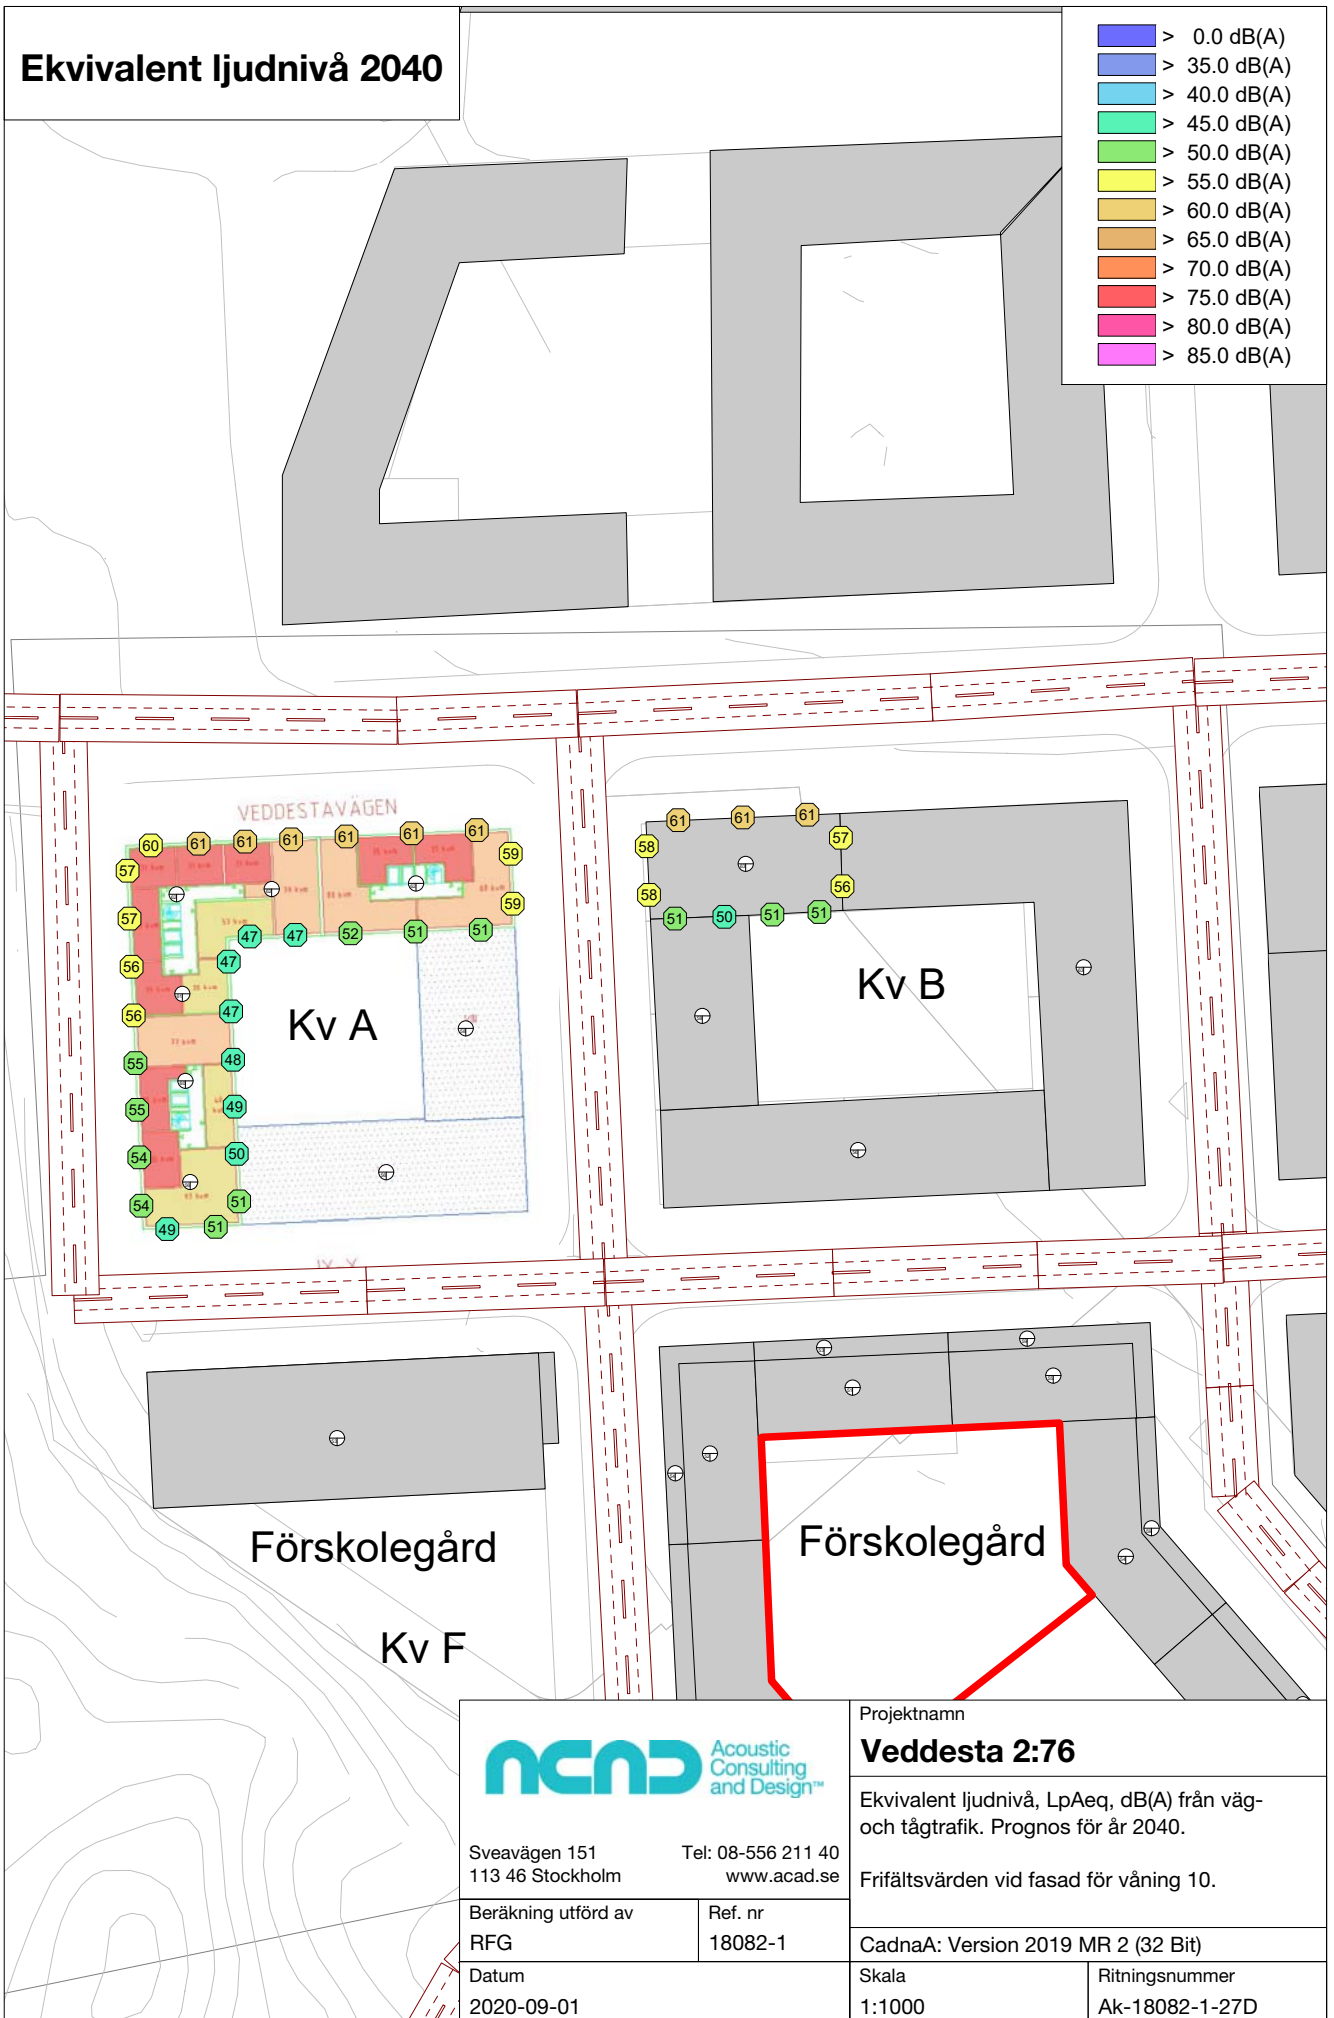 Ekvivalent ljudnivå 2040
> 0.0 dB(A)
> 35.0 dB(A)
> 40.0 dB(A)
> 45.0 dB(A)
> 50.0 dB(A)
> 55.0 dB(A)
> 60.0 dB(A)
> 65.0 dB(A)
> 70.0 dB(A)
> 75.0 dB(A)
> 80.0 dB(A)
> 85.0 dB(A)
VEDDESTAVÄGEN
60 61 61 61 61 61 61
57 59
57 59
47 47 52 51 51
56 47
56 47
55 48
55 49
54 50
54 51
49 51
Kv A
61 61 61
58 57
58 56
51 50 51 51
Kv B
Förskolegård
Förskolegård
Kv F
ACAD
Acoustic
Consulting
and Design™
Sveavägen 151 Tel: 08-556 211 40
113 46 Stockholm www.acad.se
Beräkning utförd av
RFG
Ref. nr
18082-1
Datum
2020-09-01
Projektnamn
Veddesta 2:76
Ekvivalent ljudnivå, LpAeq, dB(A) från väg-
och tågtrafik. Prognos för år 2040.
Frifältsvärden vid fasad för våning 10.
CadnaA: Version 2019 MR 2 (32 Bit)
Skala
1:1000
Ritningsnummer
Ak-18082-1-27D